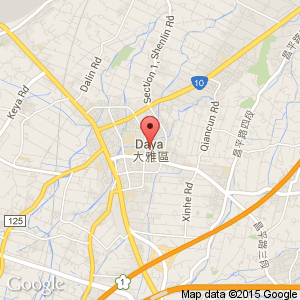 Section 1, Shenlin Rd
Dalin Rd
Keya Rd
10
昌平路四段
Qiancun Rd
Daya
大雅區
Xinhe Rd
125
昌平路三段
1
Map data ©2015 Google